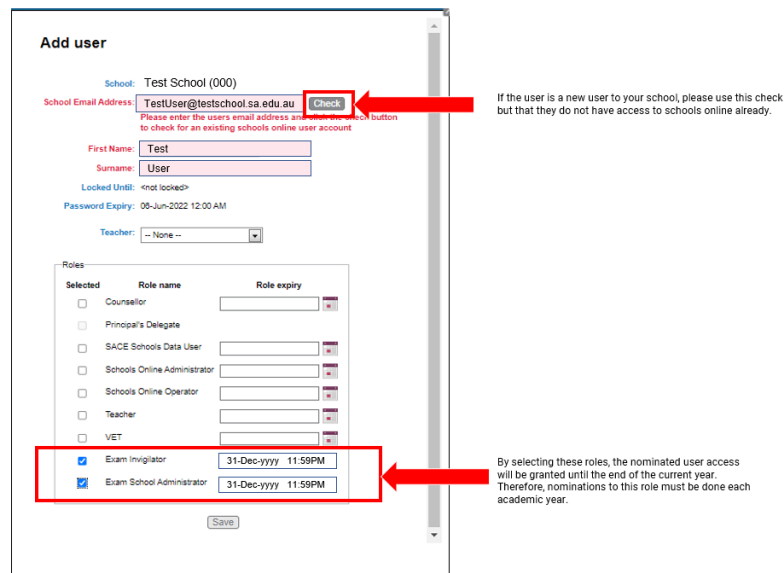 Add user
School: Test School (000)
School Email Address: TestUser@testschool.sa.edu.au Check
Please enter the users email address and click the check button
to check for an existing schools online user account
First Name: Test
Surname: User
Locked Until: <not locked>
Password Expiry: 06-Jun-2022 12:00 AM
Teacher: -- None --
Roles
Selected Role name Role expiry
Counsellor
Principal's Delegate
SACE Schools Data User
Schools Online Administrator
Schools Online Operator
Teacher
VET
Exam Invigilator 31-Dec-yyyy 11:59PM
Exam School Administrator 31-Dec-yyyy 11:59PM
Save
If the user is a new user to your school, please use this check
but that they do not have access to schools online already.
By selecting these roles, the nominated user access
will be granted until the end of the current year.
Therefore, nominations to this role must be done each
academic year.